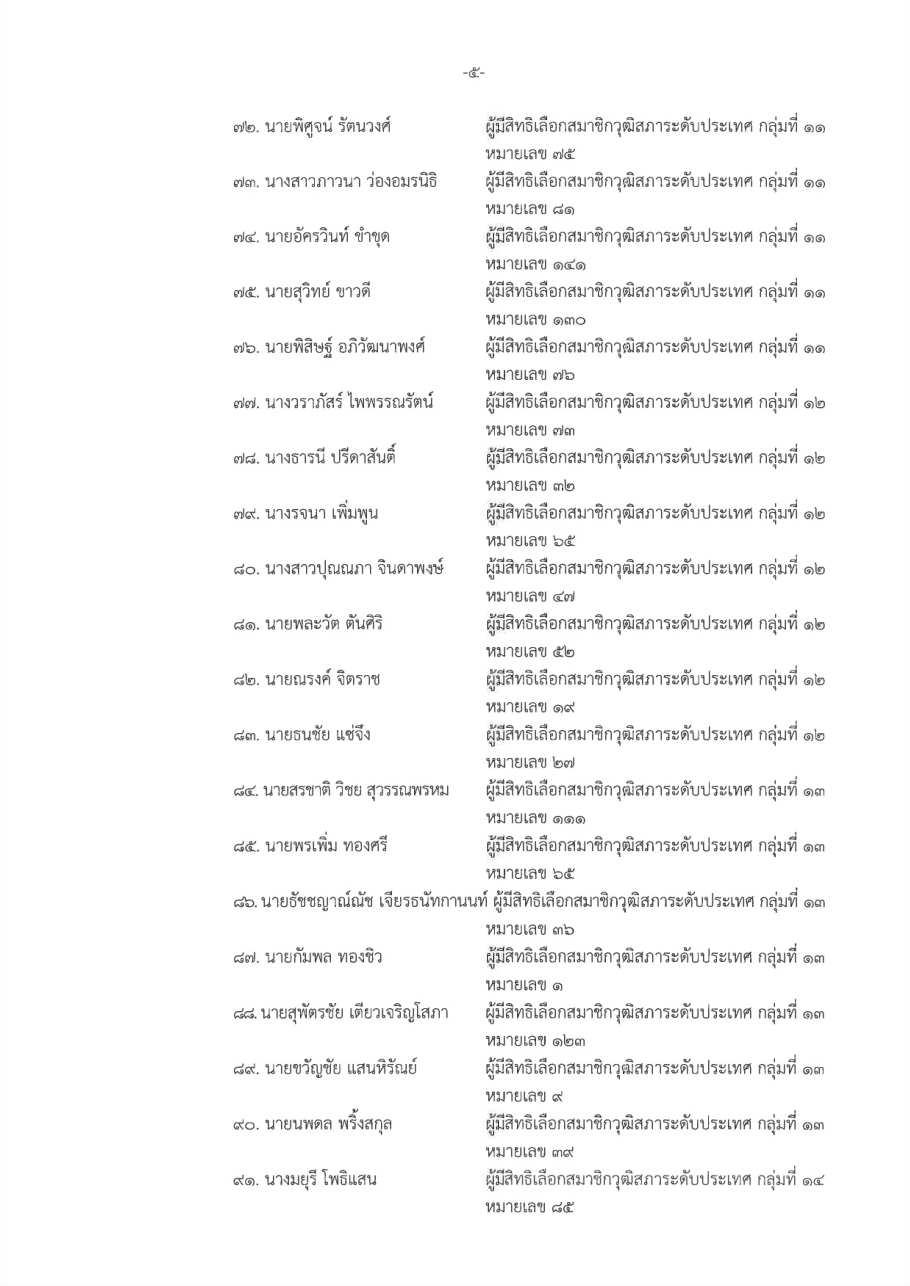 -๕-
๗๒. นายพิศูจน์ รัตนวงศ์ ผู้มีสิทธิเลือกสมาชิกวุฒิสภาระดับประเทศ กลุ่มที่ ๑๑
หมายเลข ๗๕
๗๓. นางสาวภาวนา ว่องอมรนิธิ ผู้มีสิทธิเลือกสมาชิกวุฒิสภาระดับประเทศ กลุ่มที่ ๑๑
หมายเลข ๘๑
๗๔. นายอัครวินท์ ขำขุด ผู้มีสิทธิเลือกสมาชิกวุฒิสภาระดับประเทศ กลุ่มที่ ๑๑
หมายเลข ๑๔๑
๗๕. นายสุวิทย์ ขาวดี ผู้มีสิทธิเลือกสมาชิกวุฒิสภาระดับประเทศ กลุ่มที่ ๑๑
หมายเลข ๑๓๐
๗๖. นายพิสิษฐ์ อภิวัฒนาพงศ์ ผู้มีสิทธิเลือกสมาชิกวุฒิสภาระดับประเทศ กลุ่มที่ ๑๑
หมายเลข ๗๖
๗๗. นางวราภัสร์ ไพพรรณรัตน์ ผู้มีสิทธิเลือกสมาชิกวุฒิสภาระดับประเทศ กลุ่มที่ ๑๒
หมายเลข ๗๓
๗๘. นางธารนี ปรีดาสันติ์ ผู้มีสิทธิเลือกสมาชิกวุฒิสภาระดับประเทศ กลุ่มที่ ๑๒
หมายเลข ๓๒
๗๙. นางรจนา เพิ่มพูน ผู้มีสิทธิเลือกสมาชิกวุฒิสภาระดับประเทศ กลุ่มที่ ๑๒
หมายเลข ๖๕
๘๐. นางสาวปุณณภา จินดาพงษ์ ผู้มีสิทธิเลือกสมาชิกวุฒิสภาระดับประเทศ กลุ่มที่ ๑๒
หมายเลข ๔๗
๘๑. นายพละวัต ตันศิริ ผู้มีสิทธิเลือกสมาชิกวุฒิสภาระดับประเทศ กลุ่มที่ ๑๒
หมายเลข ๕๒
๘๒. นายณรงค์ จิตราช ผู้มีสิทธิเลือกสมาชิกวุฒิสภาระดับประเทศ กลุ่มที่ ๑๒
หมายเลข ๑๙
๘๓. นายธนชัย แซ่จึง ผู้มีสิทธิเลือกสมาชิกวุฒิสภาระดับประเทศ กลุ่มที่ ๑๒
หมายเลข ๒๗
๘๔. นายสรชาติ วิชย สุวรรณพรหม ผู้มีสิทธิเลือกสมาชิกวุฒิสภาระดับประเทศ กลุ่มที่ ๑๓
หมายเลข ๑๑๑
๘๕. นายพรเพิ่ม ทองศรี ผู้มีสิทธิเลือกสมาชิกวุฒิสภาระดับประเทศ กลุ่มที่ ๑๓
หมายเลข ๖๕
๘๖. นายธัชชญาณ์ณัช เจียรธนัทกานนท์ ผู้มีสิทธิเลือกสมาชิกวุฒิสภาระดับประเทศ กลุ่มที่ ๑๓
หมายเลข ๓๖
๘๗. นายกัมพล ทองชิว ผู้มีสิทธิเลือกสมาชิกวุฒิสภาระดับประเทศ กลุ่มที่ ๑๓
หมายเลข ๑
๘๘. นายสุพัตรชัย เตียวเจริญโสภา ผู้มีสิทธิเลือกสมาชิกวุฒิสภาระดับประเทศ กลุ่มที่ ๑๓
หมายเลข ๑๒๓
๘๙. นายขวัญชัย แสนหิรัณย์ ผู้มีสิทธิเลือกสมาชิกวุฒิสภาระดับประเทศ กลุ่มที่ ๑๓
หมายเลข ๙
๙๐. นายนพดล พริ้งสกุล ผู้มีสิทธิเลือกสมาชิกวุฒิสภาระดับประเทศ กลุ่มที่ ๑๓
หมายเลข ๓๙
๙๑. นางมยุรี โพธิแสน ผู้มีสิทธิเลือกสมาชิกวุฒิสภาระดับประเทศ กลุ่มที่ ๑๔
หมายเลข ๘๕